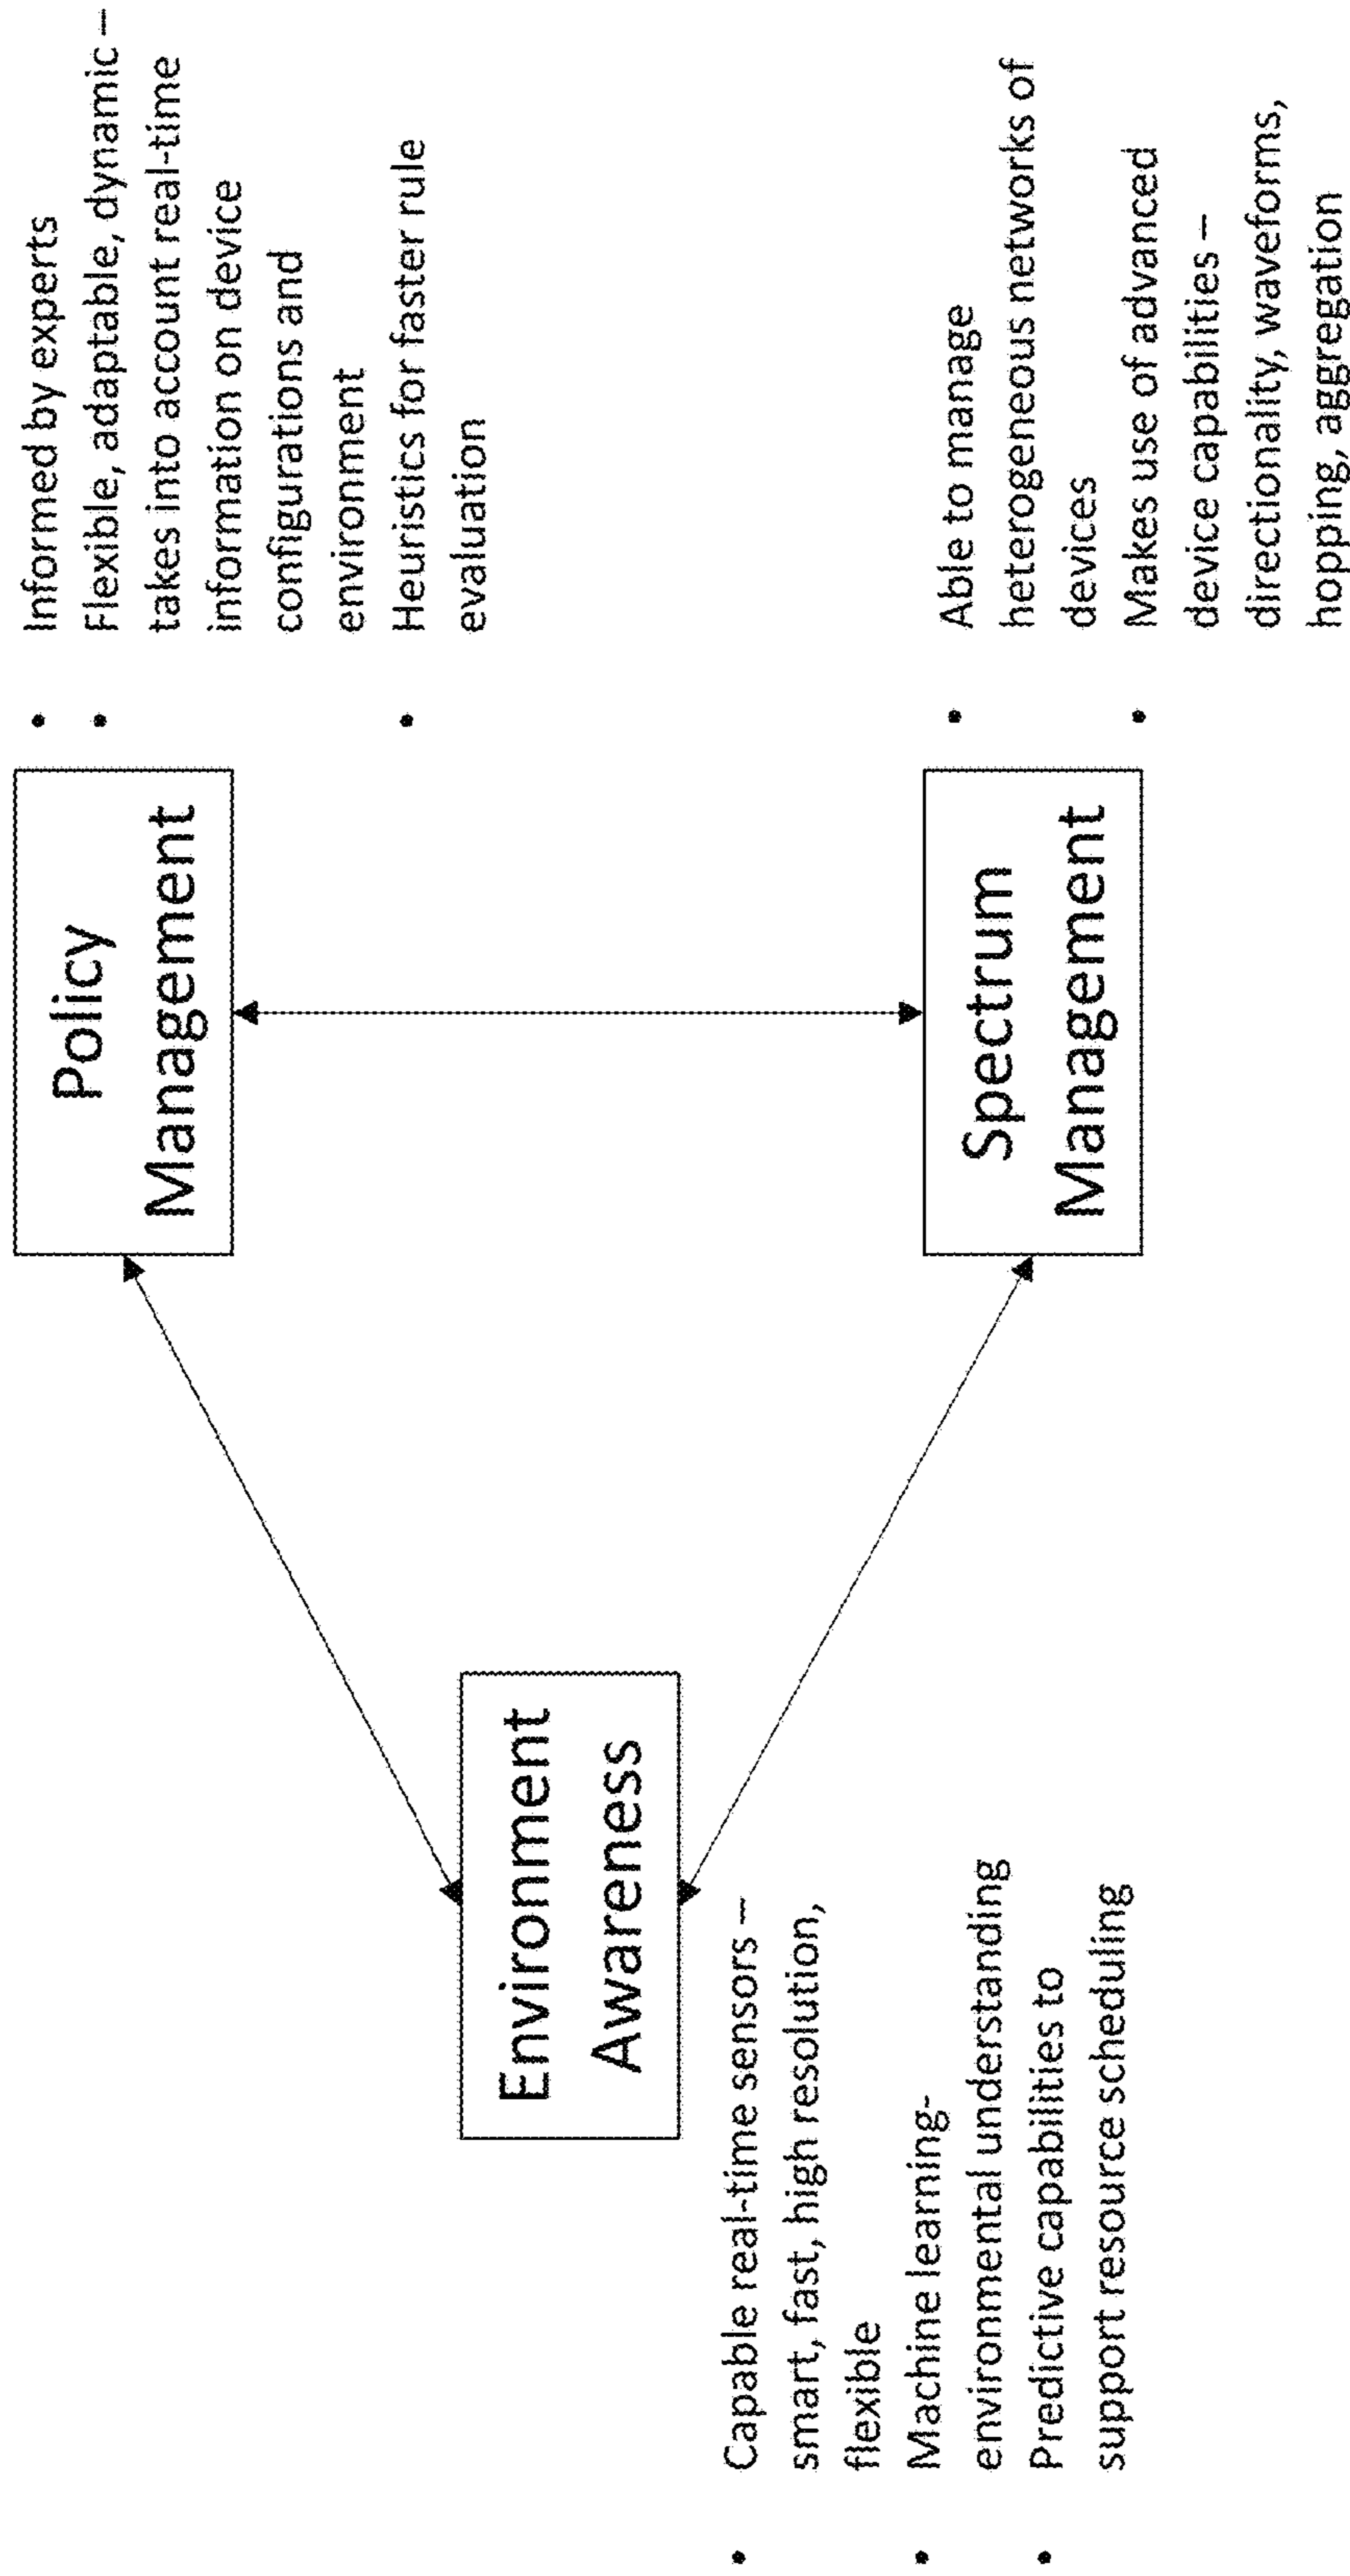 Policy
Management
• Informed by experts
• Flexible, adaptable, dynamic –
takes into account real-time
information on device
configurations and
environment
• Heuristics for faster rule
evaluation
Environment
Awareness
• Capable real-time sensors –
smart, fast, high resolution,
flexible
• Machine learning-
environmental understanding
• Predictive capabilities to
support resource scheduling
Spectrum
Management
• Able to manage
heterogeneous networks of
devices
• Makes use of advanced
device capabilities –
directionality, waveforms,
hopping, aggregation